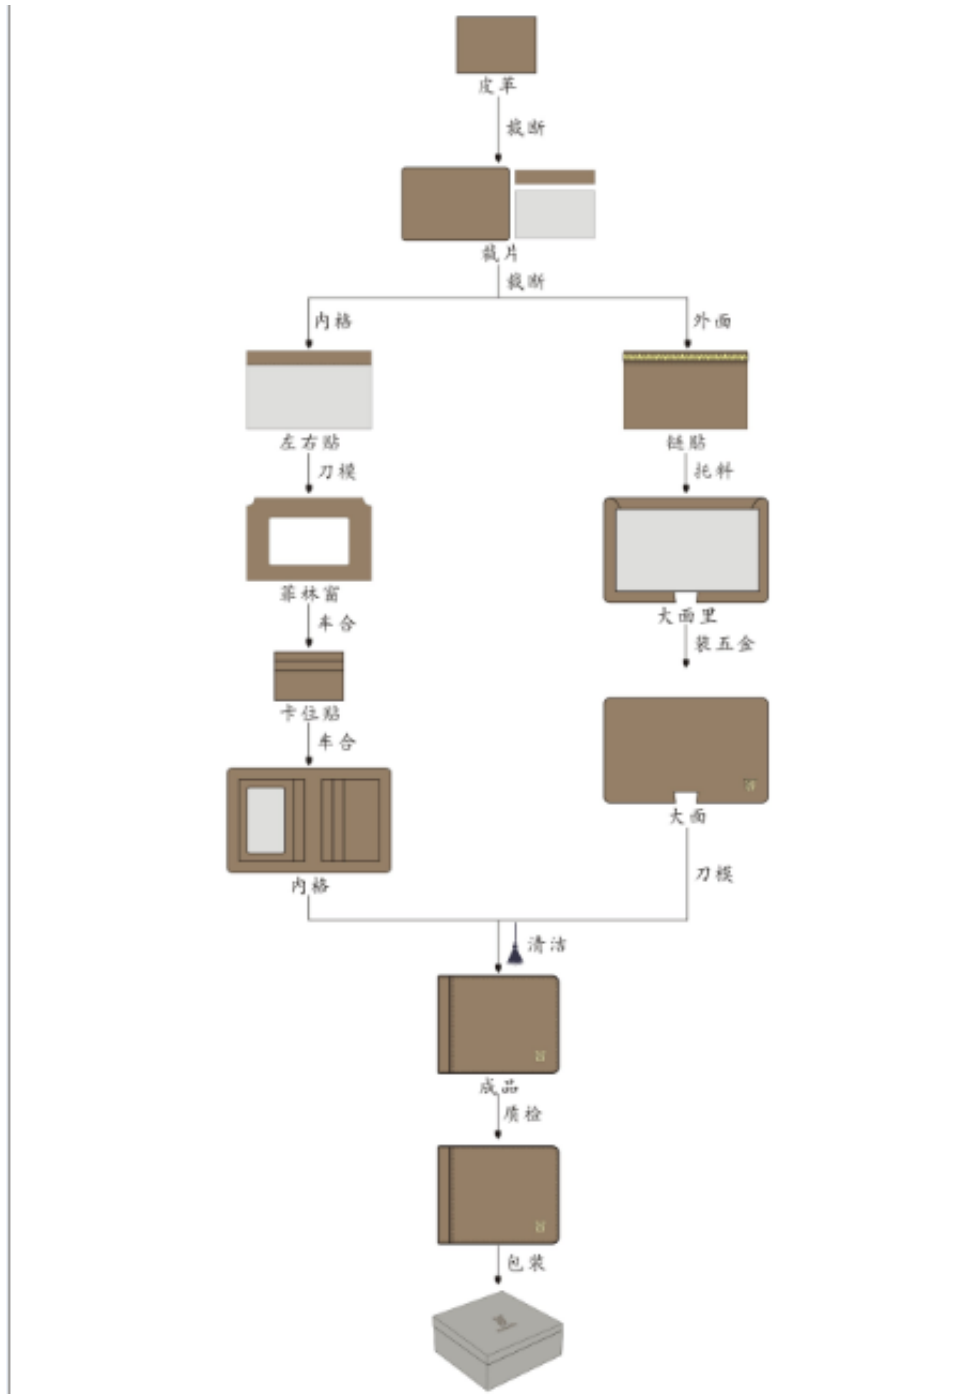 皮革
裁断
裁片
裁断
内格
外面
左右贴
链贴
刀模
托料
菲林窗
大面里
车合
装五金
卡位贴
车合
大面
内格
刀模
清洁
成品
质检
包装